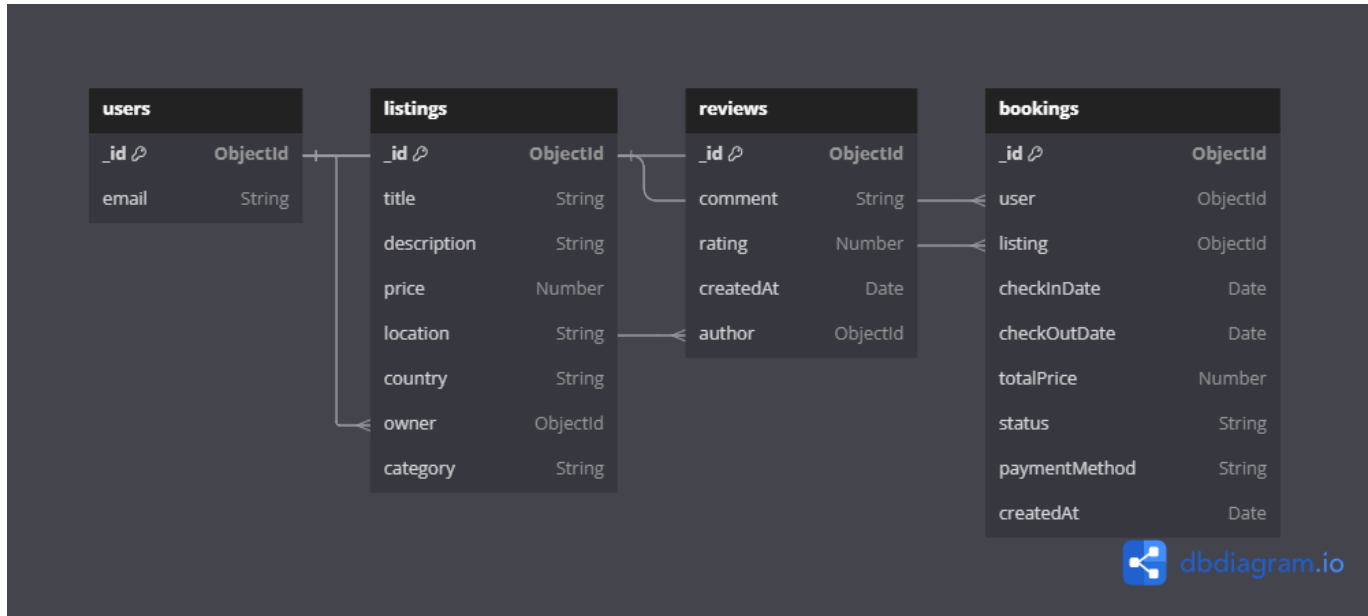 users
_id ObjectId
email String
listings
_id ObjectId
title String
description String
price Number
location String
country String
owner ObjectId
category String
reviews
_id ObjectId
comment String
rating Number
createdAt Date
author ObjectId
bookings
_id ObjectId
user ObjectId
listing ObjectId
checkInDate Date
checkOutDate Date
totalPrice Number
status String
paymentMethod String
createdAt Date
dbdiagram.io